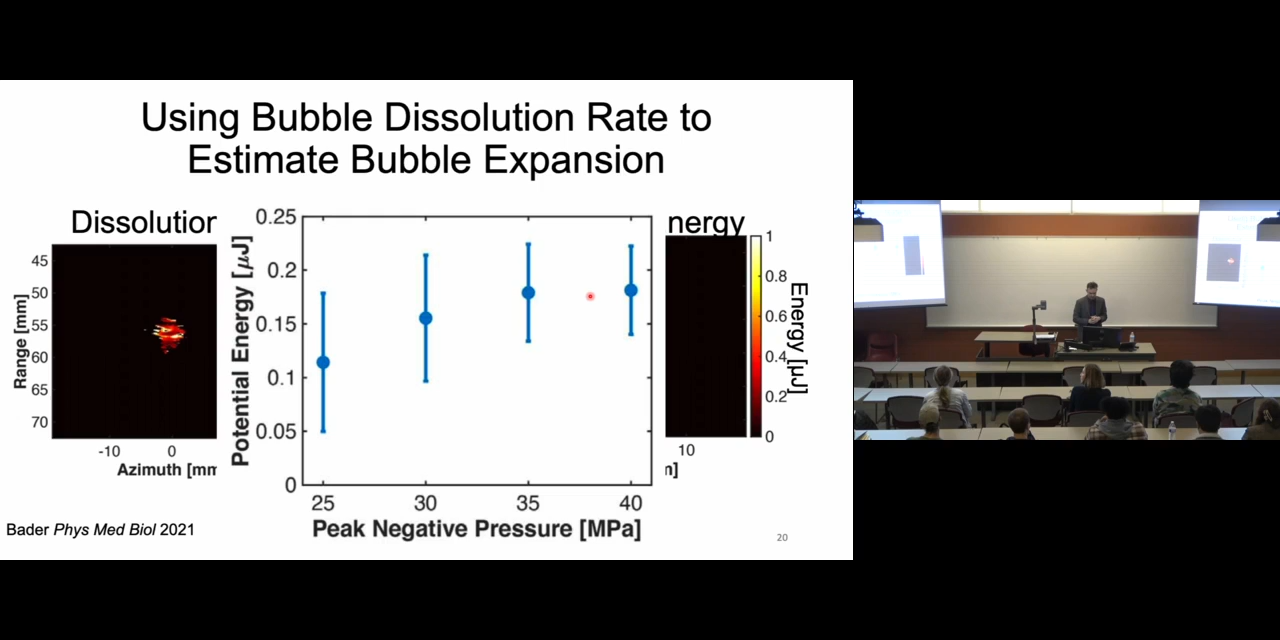 Using Bubble Dissolution Rate to
Estimate Bubble Expansion
Dissolution
nergy
45
50
55
60
65
70
Range [mm]
-10
0
Azimuth [mm
0.25
0.2
0.15
0.1
0.05
0
Potential Energy [µJ]
25
30
35
40
Peak Negative Pressure [MPa]
10
m]
1
0.8
0.6
0.4
0.2
0
Energy [µJ]
Bader Phys Med Biol 2021
20